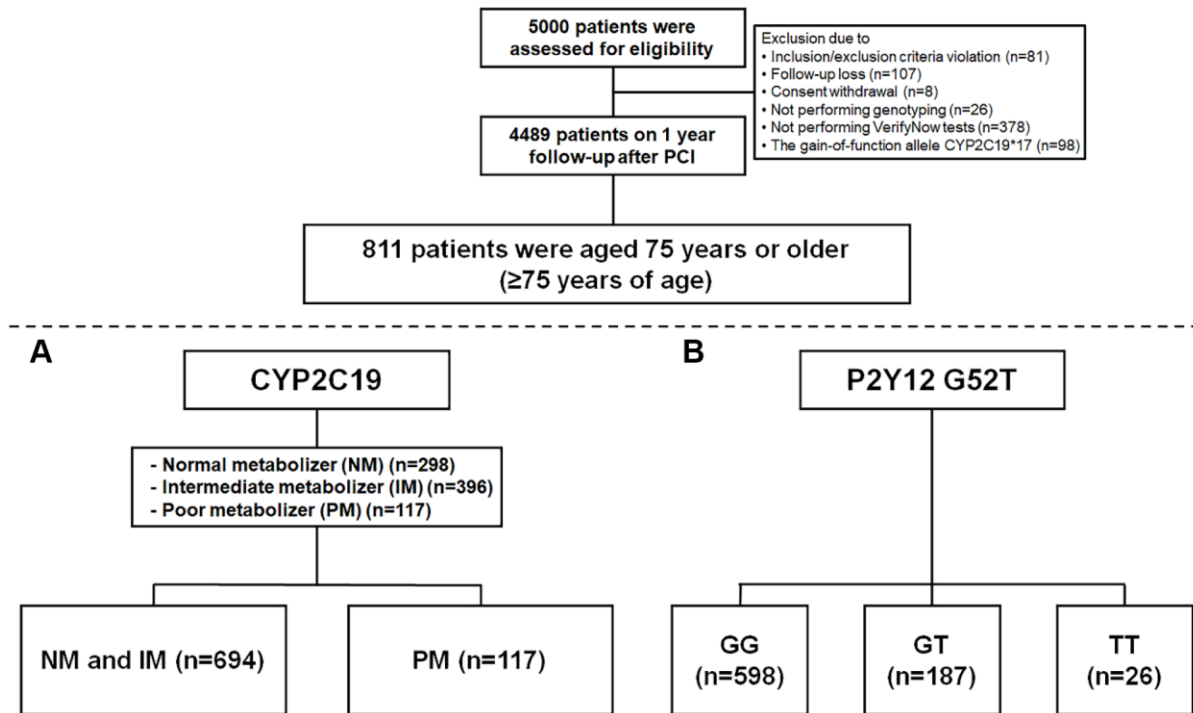 5000 patients were
assessed for eligibility
Exclusion due to
• Inclusion/exclusion criteria violation (n=81)
• Follow-up loss (n=107)
• Consent withdrawal (n=8)
• Not performing genotyping (n=26)
• Not performing VerifyNow tests (n=378)
• The gain-of-function allele CYP2C19*17 (n=98)
4489 patients on 1 year
follow-up after PCI
811 patients were aged 75 years or older
(≥75 years of age)
A
CYP2C19
- Normal metabolizer (NM) (n=298)
- Intermediate metabolizer (IM) (n=396)
- Poor metabolizer (PM) (n=117)
NM and IM (n=694)
PM (n=117)
B
P2Y12 G52T
GG
(n=598)
GT
(n=187)
TT
(n=26)